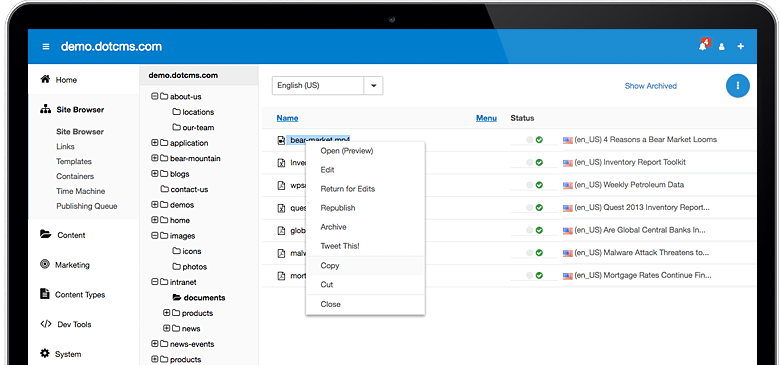 demo.dotcms.com
4
Home
Site Browser
Site Browser
Links
Templates
Containers
Time Machine
Publishing Queue
Content
Marketing
Content Types
Dev Tools
System
demo.dotcms.com
about-us
locations
our-team
application
bear-mountain
blogs
contact-us
demos
home
images
icons
photos
intranet
documents
products
news
news-events
products
English (US)
Show Archived
Name Menu Status
bear-market.mp4 (en_US) 4 Reasons a Bear Market Looms
Inven (en_US) Inventory Report Toolkit
wpsr (en_US) Weekly Petroleum Data
ques (en_US) Quest 2013 Inventory Report...
glob (en_US) Are Global Central Banks In...
malw (en_US) Malware Attack Threatens to...
mort (en_US) Mortgage Rates Continue Fin...
Open (Preview)
Edit
Return for Edits
Republish
Archive
Tweet This!
Copy
Cut
Close